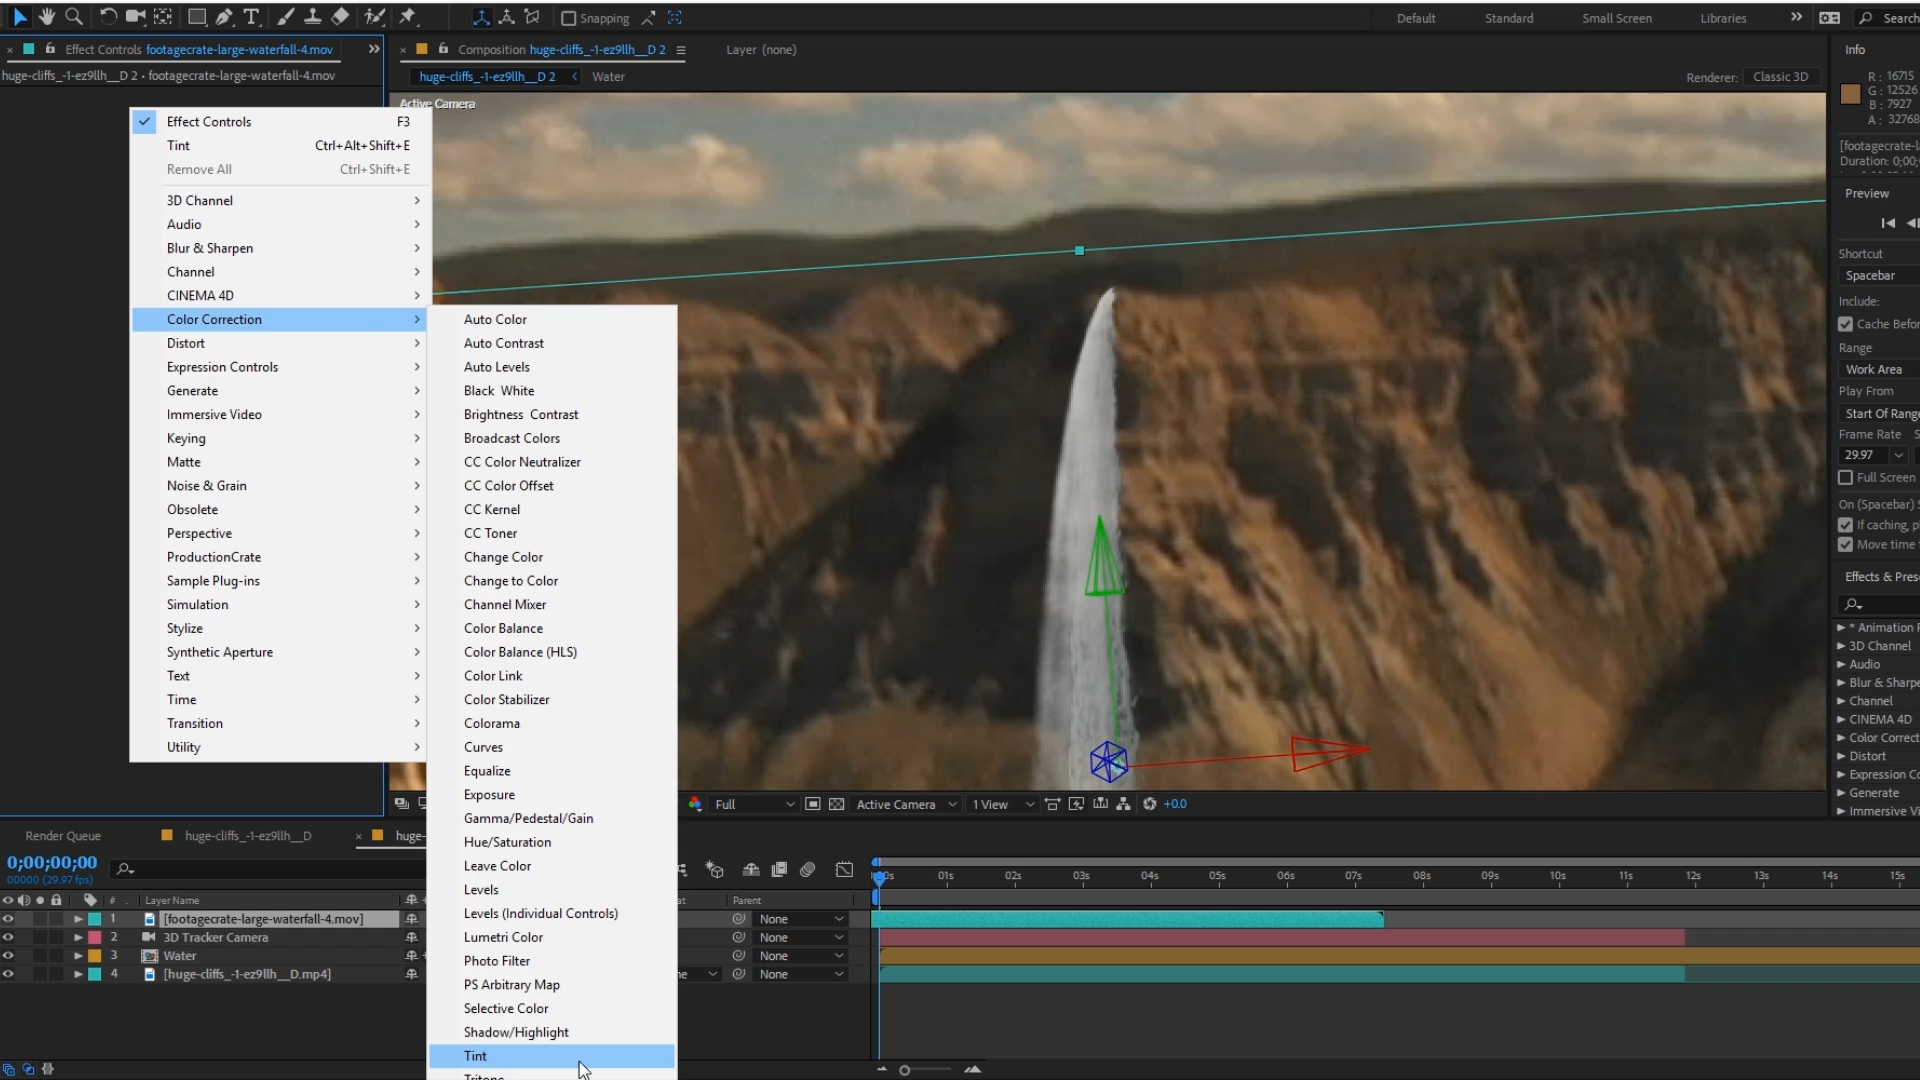 Snapping
Default
Standard
Small Screen
Libraries
Search
Effect Controls footagecrate-large-waterfall-4.mov
Composition huge-cliffs_-1-ez9llh__D 2
Layer (none)
Info
huge-cliffs_-1-ez9llh__D 2 • footagecrate-large-waterfall-4.mov
huge-cliffs_-1-ez9llh__D 2
Water
Renderer:
Classic 3D
R : 16715
G : 12526
B : 7927
A : 32768
Active Camera
[footagecrate-l
Duration: 0;00;
Effect Controls F3
Tint Ctrl+Alt+Shift+E
Remove All Ctrl+Shift+E
3D Channel
Audio
Blur & Sharpen
Channel
CINEMA 4D
Color Correction
Distort
Expression Controls
Generate
Immersive Video
Keying
Matte
Noise & Grain
Obsolete
Perspective
ProductionCrate
Sample Plug-ins
Simulation
Stylize
Synthetic Aperture
Text
Time
Transition
Utility
Auto Color
Auto Contrast
Auto Levels
Black White
Brightness Contrast
Broadcast Colors
CC Color Neutralizer
CC Color Offset
CC Kernel
CC Toner
Change Color
Change to Color
Channel Mixer
Color Balance
Color Balance (HLS)
Color Link
Color Stabilizer
Colorama
Curves
Equalize
Exposure
Gamma/Pedestal/Gain
Hue/Saturation
Leave Color
Levels
Levels (Individual Controls)
Lumetri Color
Photo Filter
PS Arbitrary Map
Selective Color
Shadow/Highlight
Tint
Tritone
Preview
Shortcut
Spacebar
Include:
Cache Befor
Range
Work Area
Play From
Start Of Range
Frame Rate S
29.97
Full Screen
On (Spacebar) S
If caching, pl
Move time t
Effects & Prese
* Animation P
3D Channel
Audio
Blur & Sharpe
Channel
CINEMA 4D
Color Correct
Distort
Expression Co
Generate
Immersive Vi
Full
Active Camera
1 View
+0.0
Render Queue
huge-cliffs_-1-ez9llh__D
huge-
0;00;00;00
00000 (29.97 fps)
# Layer Name
Parent
1 [footagecrate-large-waterfall-4.mov] None
2 3D Tracker Camera None
3 Water None
4 [huge-cliffs_-1-ez9llh__D.mp4] None
01s 02s 03s 04s 05s 06s 07s 08s 09s 10s 11s 12s 13s 14s 15s